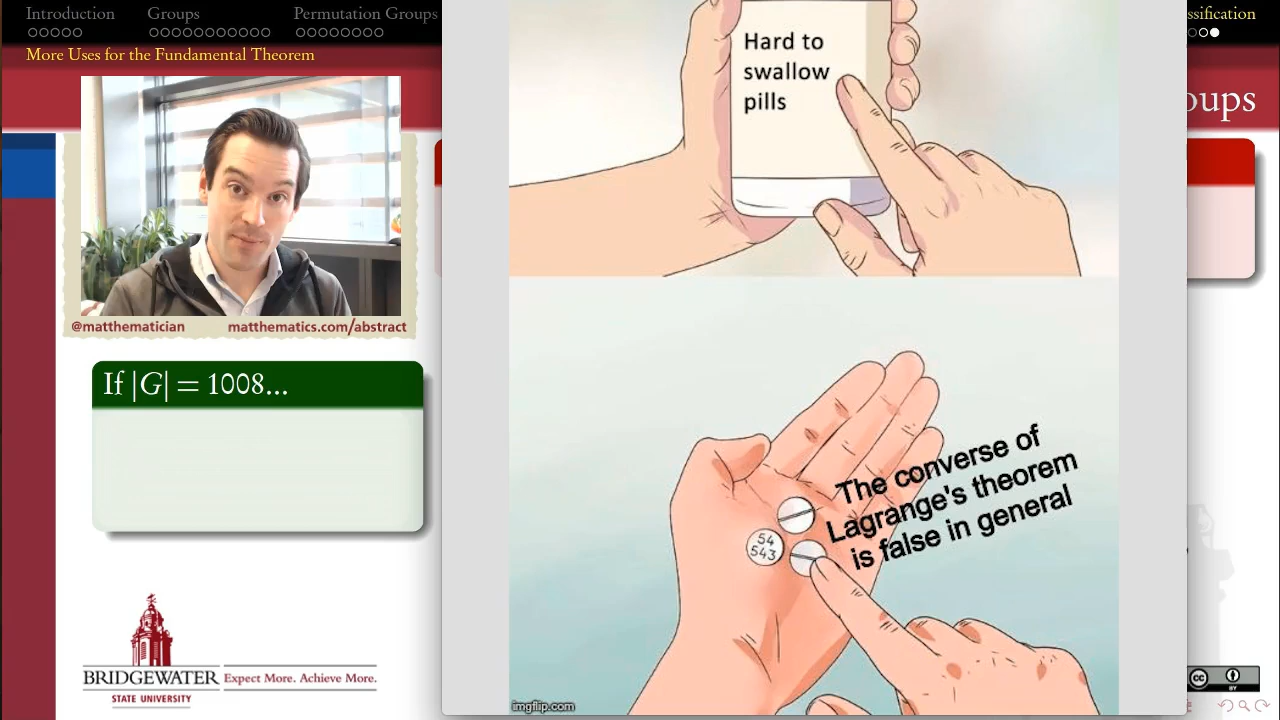 Introduction
Groups
Permutation Groups
ssification
More Uses for the Fundamental Theorem
oups
@matthematician
matthematics.com/abstract
If |G| = 1008...
BRIDGEWATER
STATE UNIVERSITY
Expect More. Achieve More.
Hard to
swallow
pills
The converse of
Lagrange's theorem
is false in general
54
543
imgflip.com
cc
BY